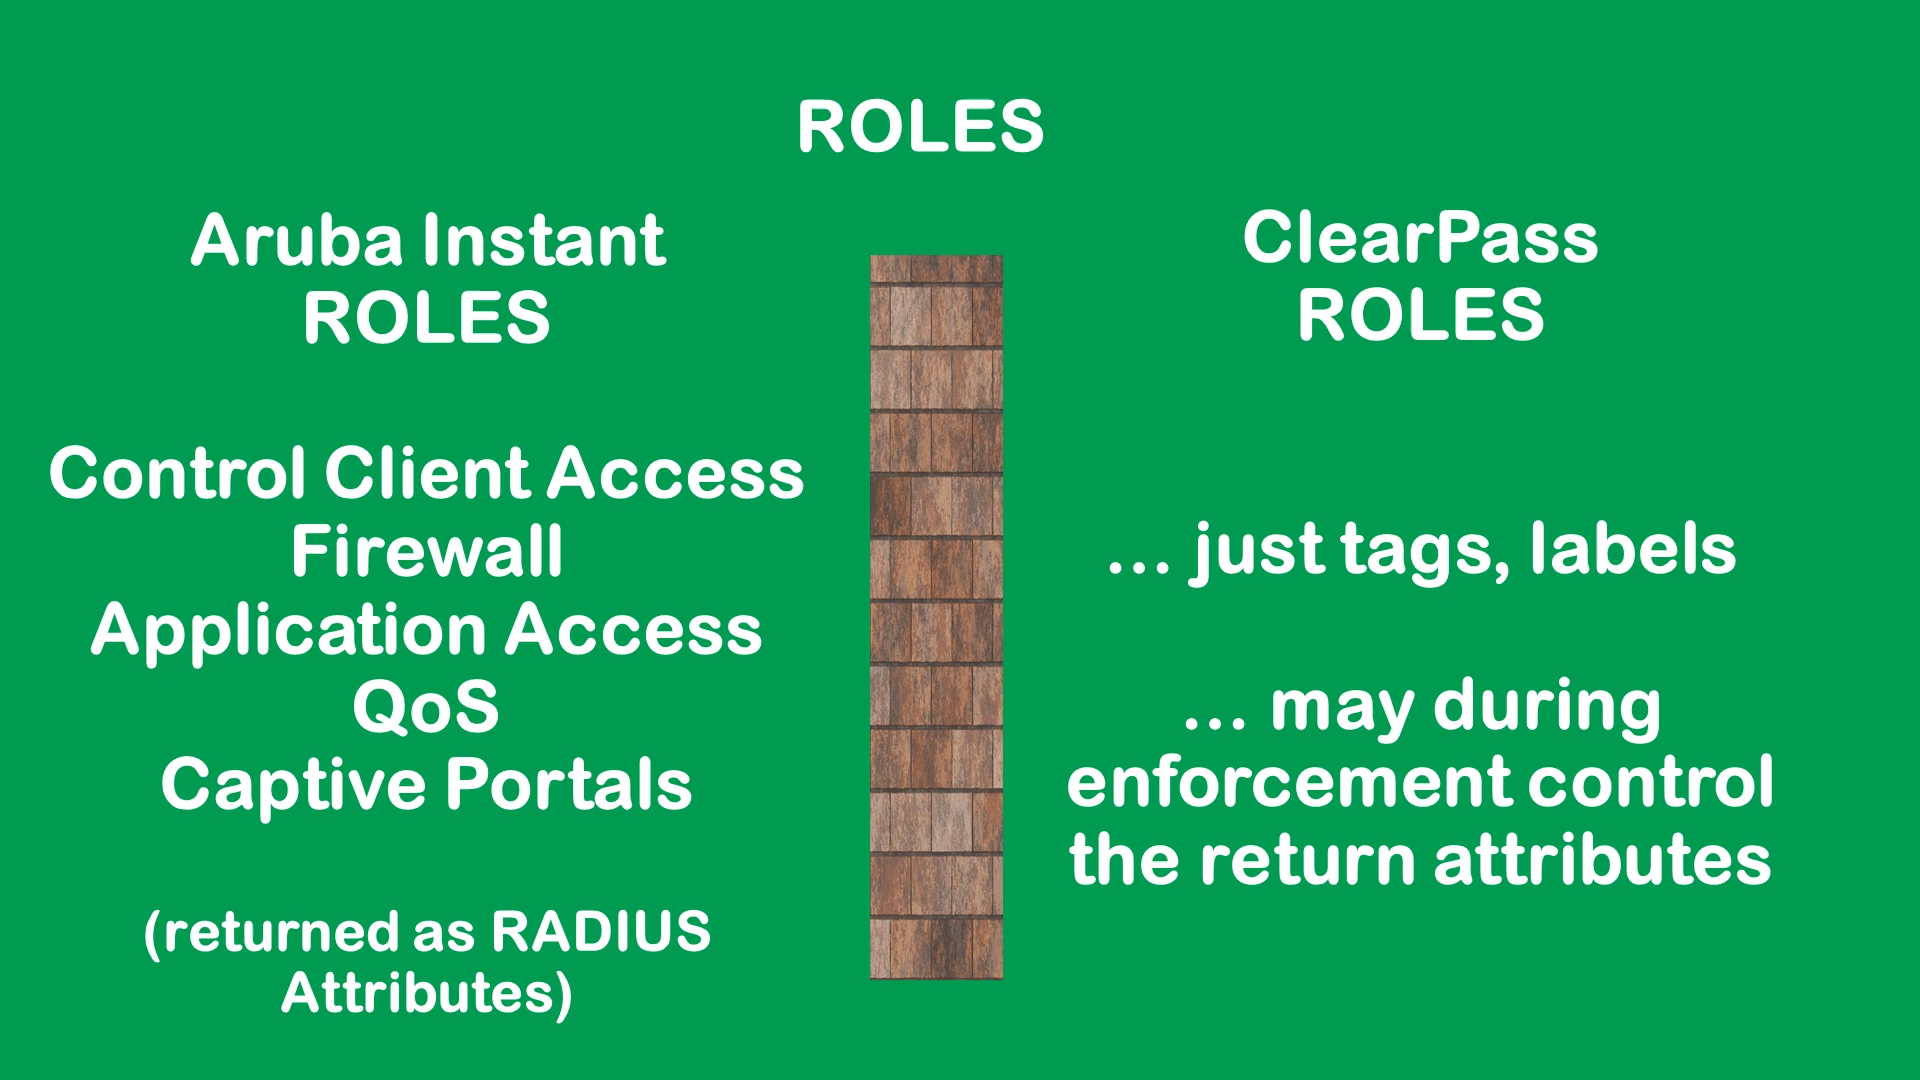 ROLES
Aruba Instant
ROLES
Control Client Access
Firewall
Application Access
QoS
Captive Portals
(returned as RADIUS
Attributes)
ClearPass
ROLES
... just tags, labels
... may during
enforcement control
the return attributes